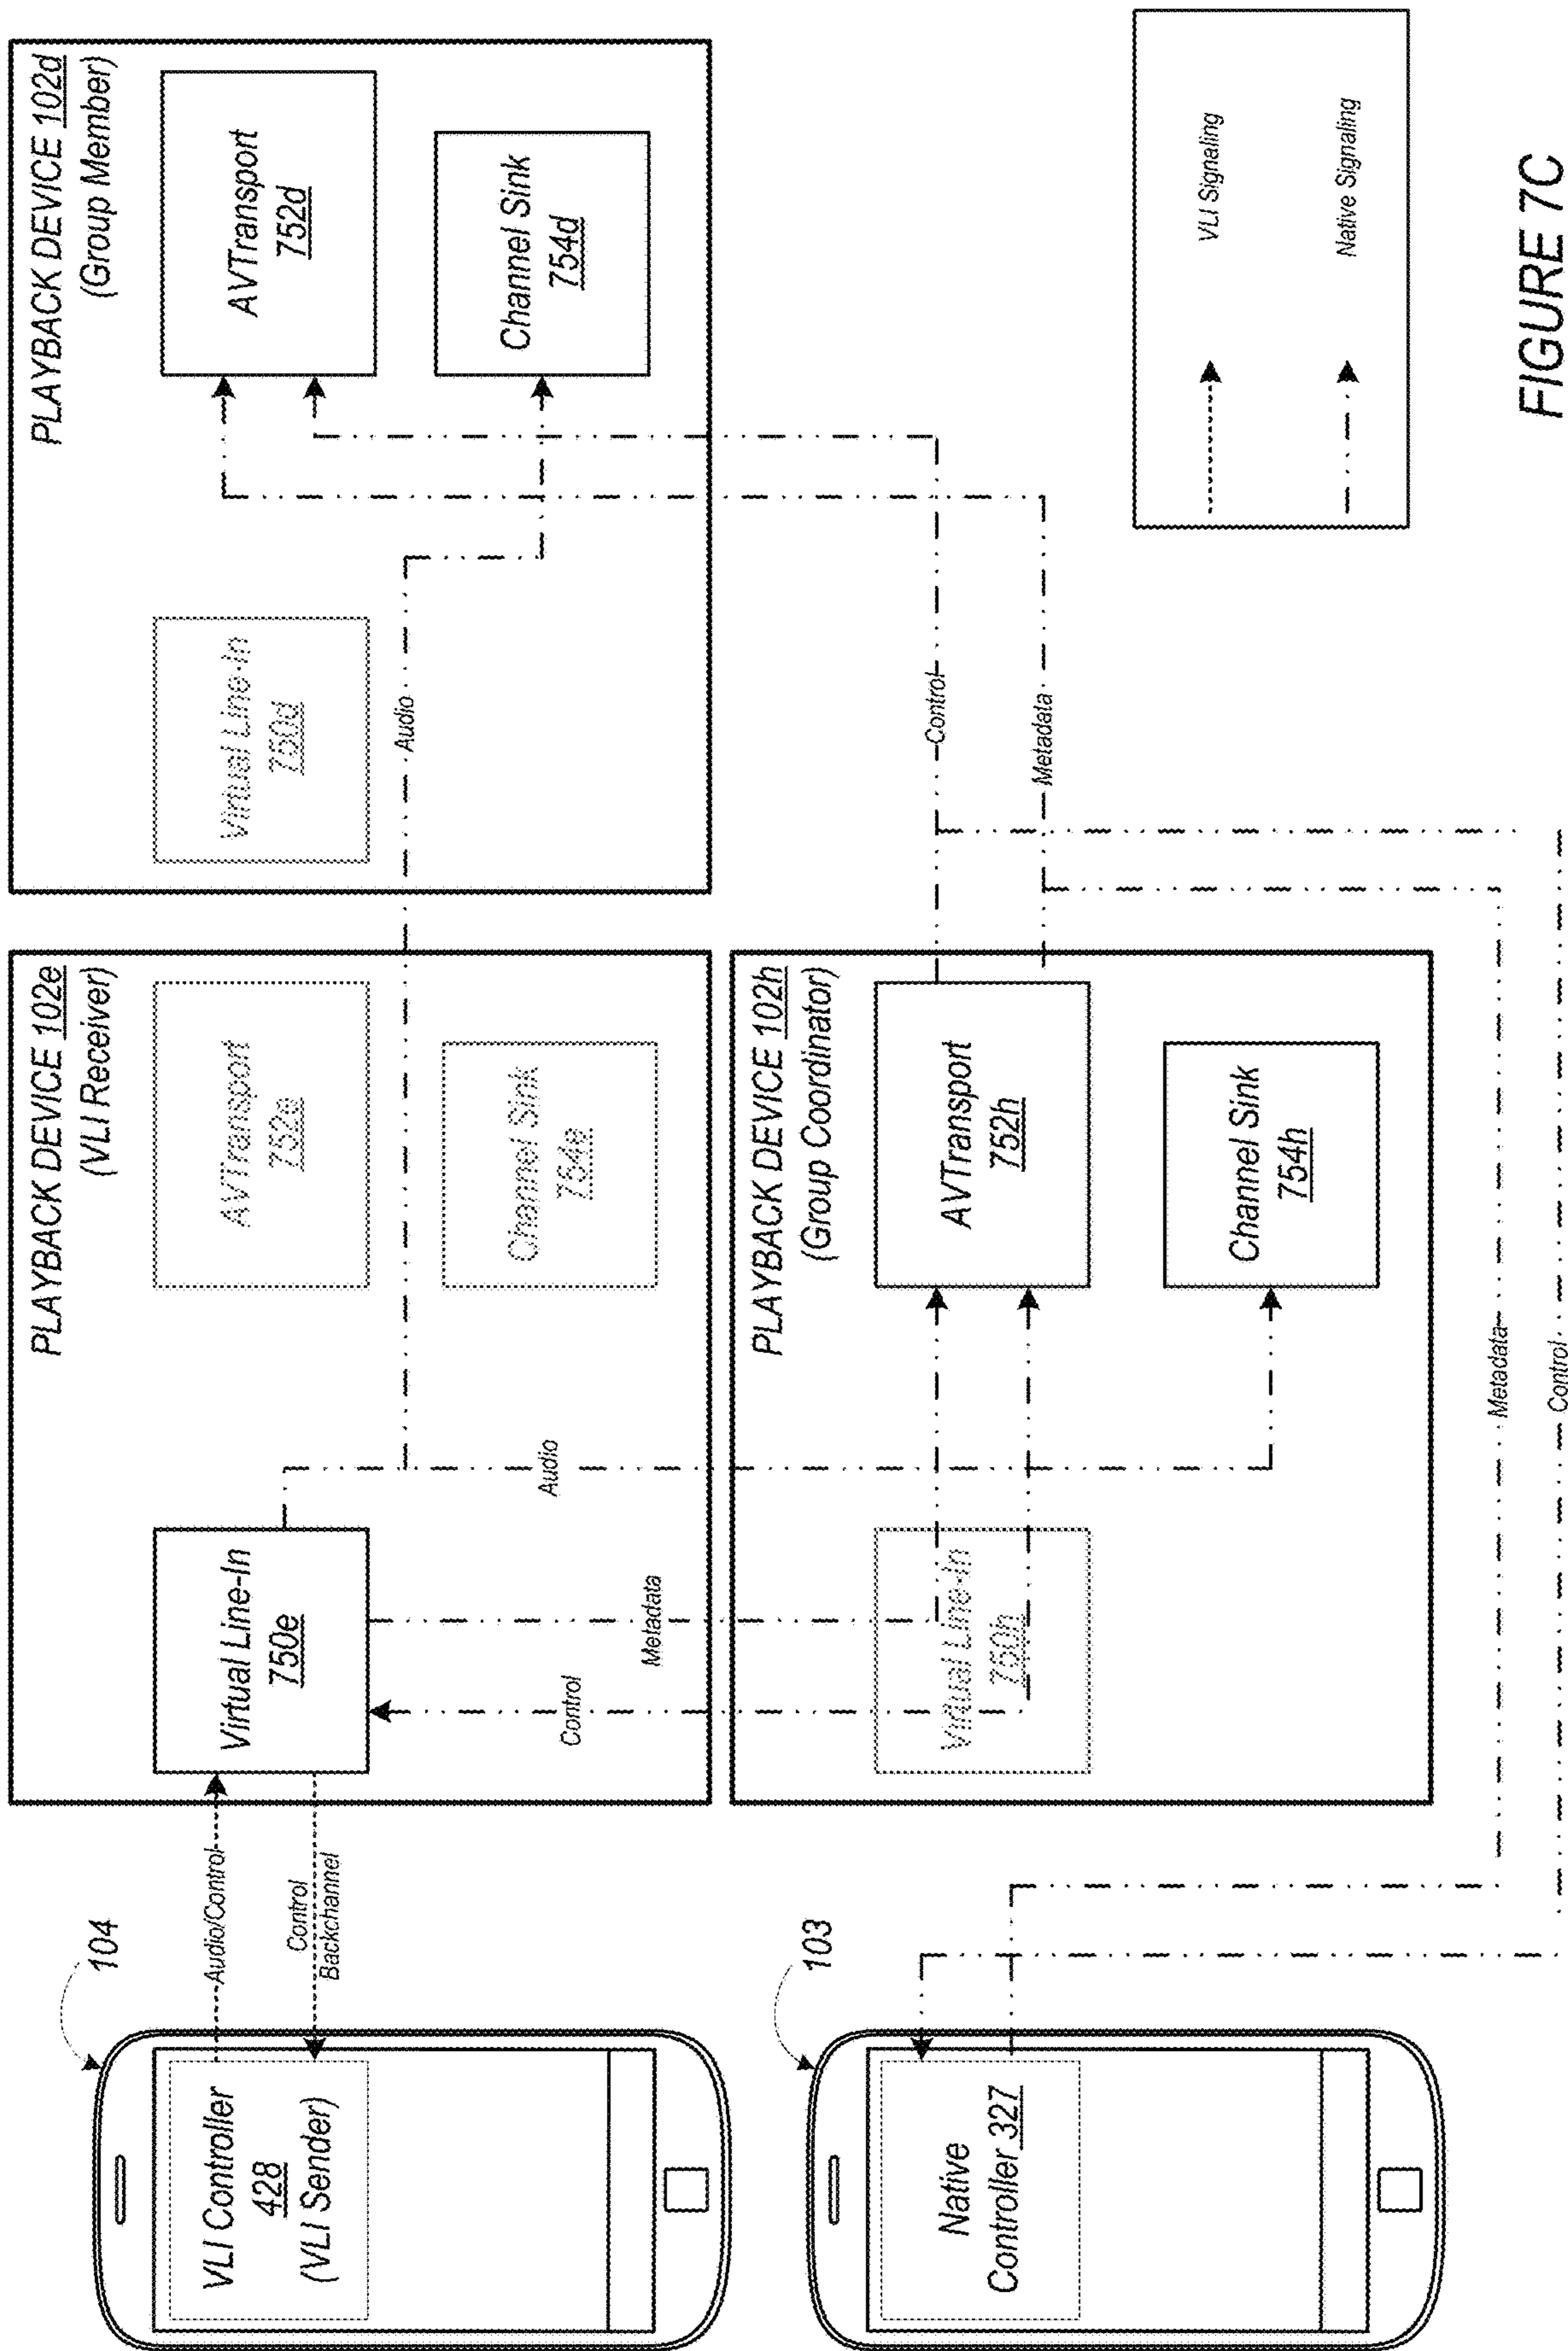 104
VLI Controller
428
(VLI Sender)
Audio/Control
Control
Backchannel
PLAYBACK DEVICE 102e
(VLI Receiver)
Virtual Line-In
750e
AVTransport
752e
Channel Sink
754e
Control
Metadata
Audio
PLAYBACK DEVICE 102d
(Group Member)
Virtual Line-In
750d
AVTransport
752d
Channel Sink
754d
Audio
103
Native
Controller 327
PLAYBACK DEVICE 102h
(Group Coordinator)
Virtual Line-In
750h
AVTransport
752h
Channel Sink
754h
Control
Metadata
Metadata
Control
VLI Signaling
Native Signaling
FIGURE 7C